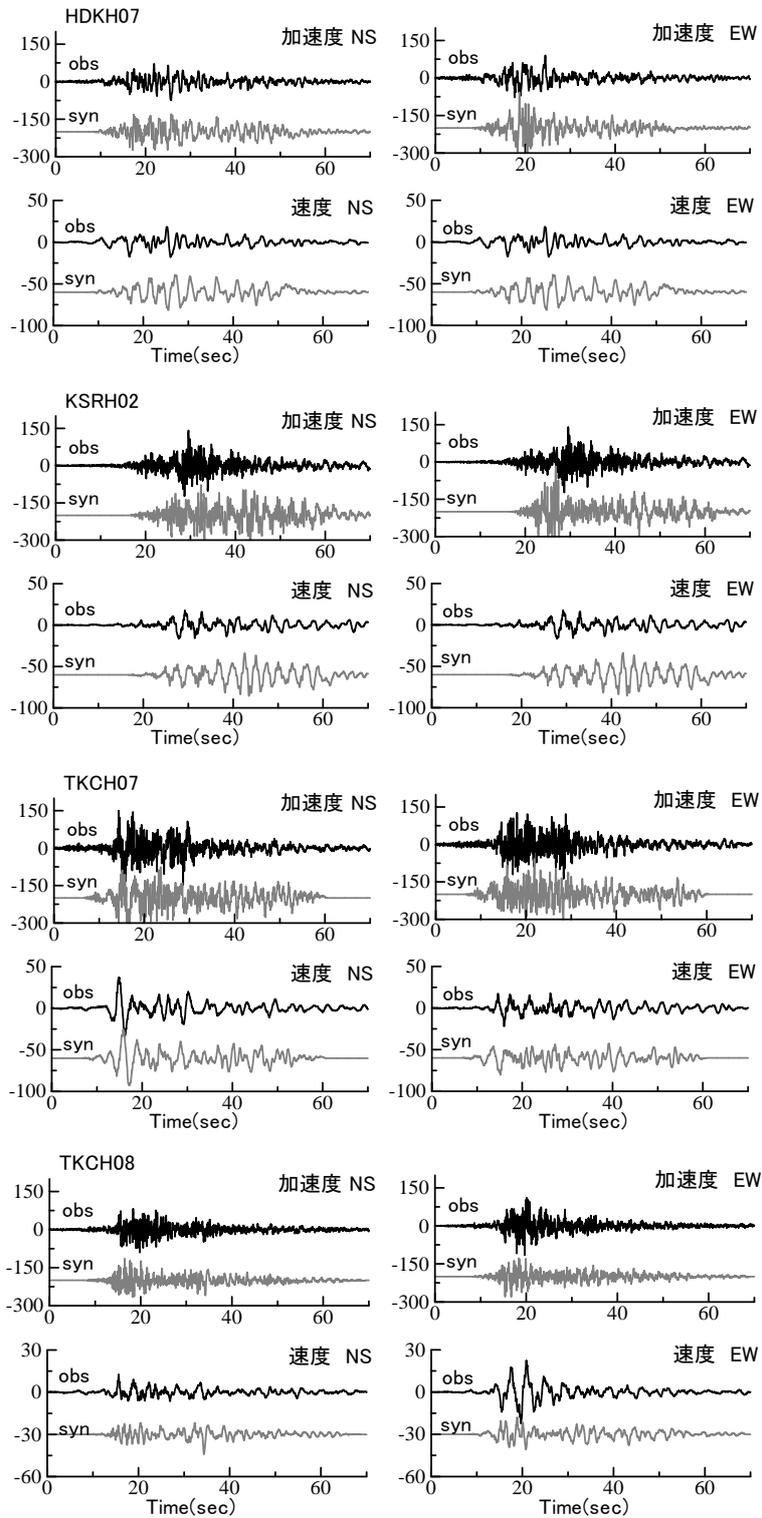 HDKH07
加速度 NS
加速度 EW
150
obs
0
syn
-150
-300
0 20 40 60
150
obs
0
syn
-150
-300
0 20 40 60
速度 NS
速度 EW
50
obs
0
syn
-50
-100
0 20 40 60
Time(sec)
50
obs
0
syn
-50
-100
0 20 40 60
Time(sec)
KSRH02
加速度 NS
加速度 EW
150
obs
0
syn
-150
-300
0 20 40 60
150
obs
0
syn
-150
-300
0 20 40 60
速度 NS
速度 EW
50
obs
0
syn
-50
-100
0 20 40 60
Time(sec)
50
obs
0
syn
-50
-100
0 20 40 60
Time(sec)
TKCH07
加速度 NS
加速度 EW
150
obs
0
syn
-150
-300
0 20 40 60
150
obs
0
syn
-150
-300
0 20 40 60
速度 NS
速度 EW
50
obs
0
syn
-50
-100
0 20 40 60
Time(sec)
50
obs
0
syn
-50
-100
0 20 40 60
Time(sec)
TKCH08
加速度 NS
加速度 EW
150
obs
0
syn
-150
-300
0 20 40 60
150
obs
0
syn
-150
-300
0 20 40 60
速度 NS
速度 EW
30
obs
0
syn
-30
-60
0 20 40 60
Time(sec)
30
obs
0
syn
-30
-60
0 20 40 60
Time(sec)